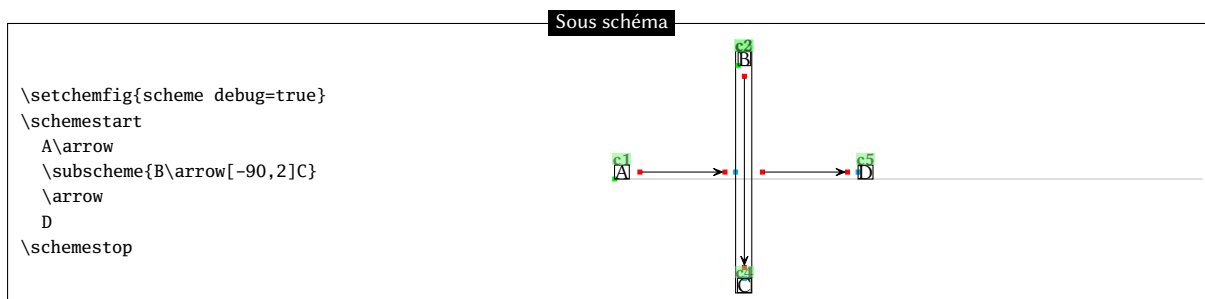 Sous schéma
\setchemfig{scheme debug=true}
\schemestart
A\arrow
\subscheme{B\arrow[-90,2]C}
\arrow
D
\schemestop
c2
B
c1
A
c5
D
c4
C